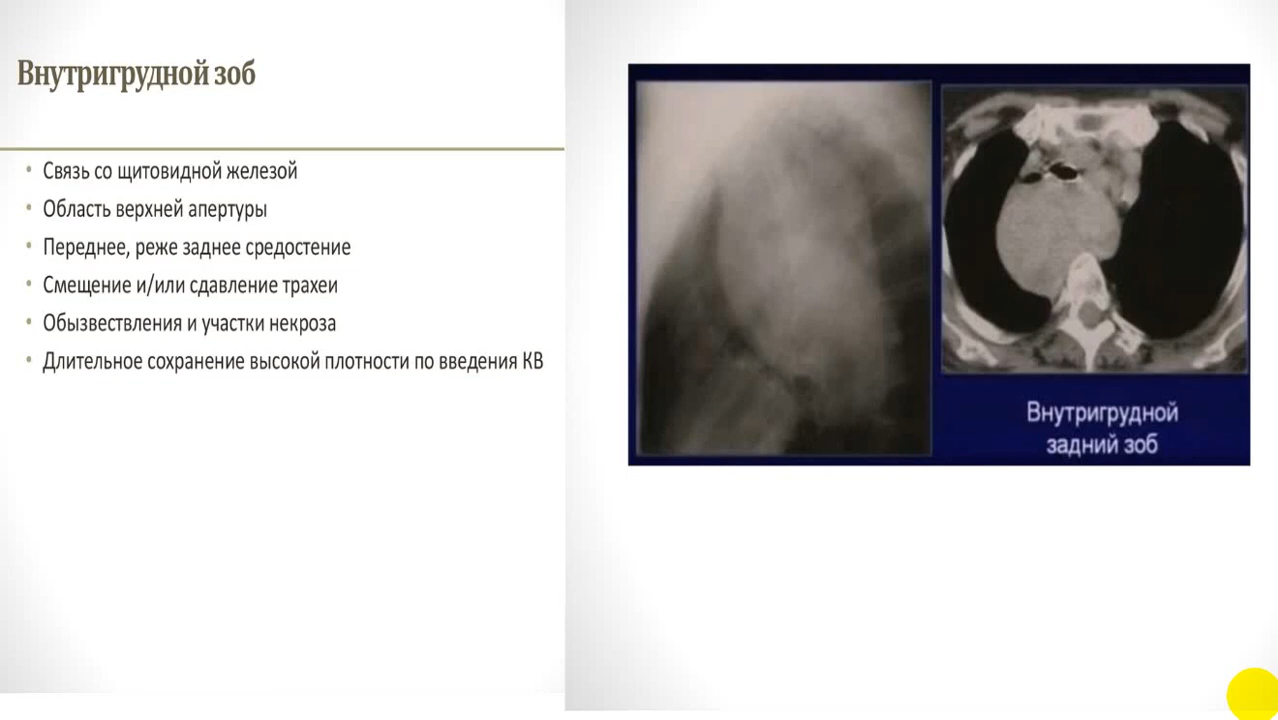 Внутригрудной зоб
Связь со щитовидной железой
Область верхней апертуры
Переднее, реже заднее средостение
Смещение и/или сдавление трахеи
Обызвествления и участки некроза
Длительное сохранение высокой плотности по введения КВ
Внутригрудной
задний зоб